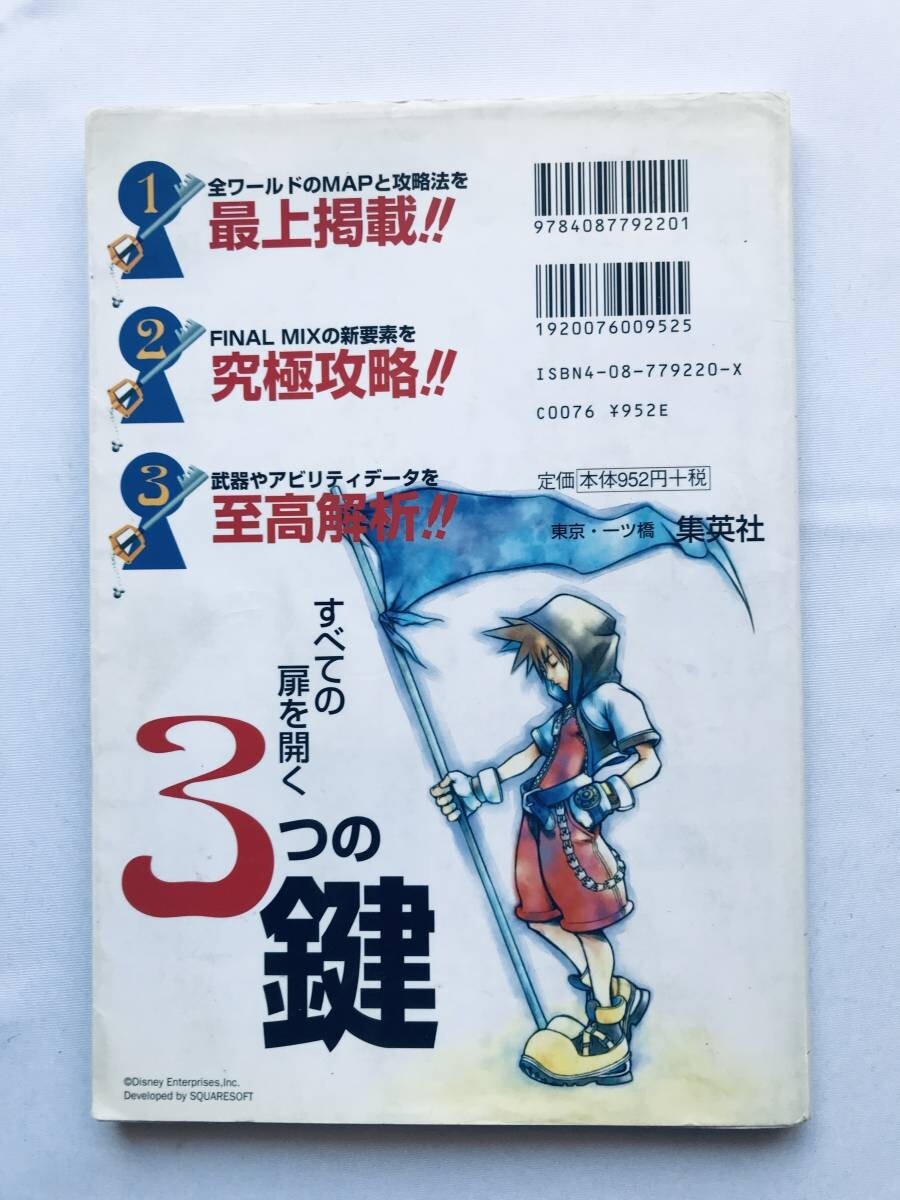 1
全ワールドのMAPと攻略法を
最上掲載!!
2
FINAL MIXの新要素を
究極攻略!!
3
武器やアビリティデータを
至高解析!!
9784087792201
1920076009525
ISBN4-08-779220-X
C0076 ¥952E
定価 本体952円+税
東京・一ツ橋 集英社
すべての
扉を開く
3つの
鍵
©Disney Enterprises,Inc.
Developed by SQUARESOFT